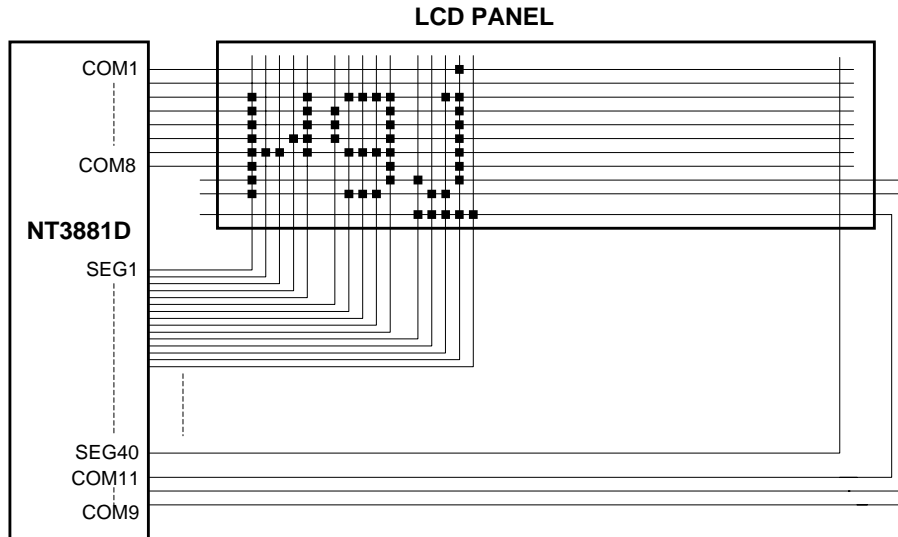 LCD PANEL
COM1
COM8
NT3881D
SEG1
SEG40
COM11
COM9